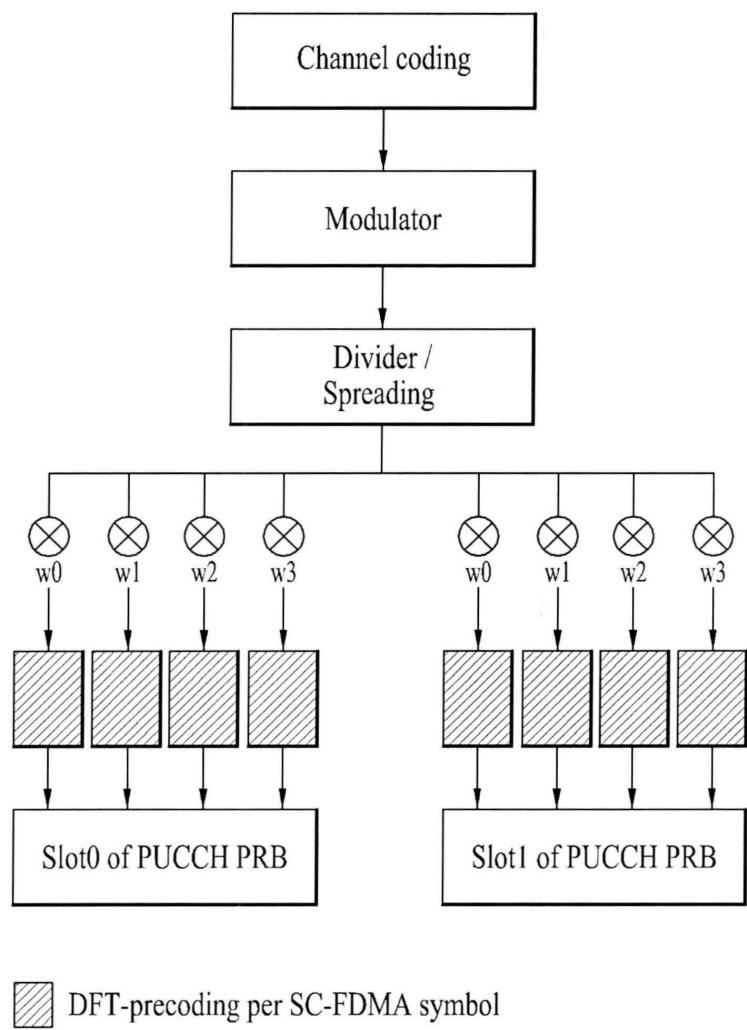 Channel coding
Modulator
Divider /
Spreading
w0 w1 w2 w3 w0 w1 w2 w3
Slot0 of PUCCH PRB Slot1 of PUCCH PRB
DFT-precoding per SC-FDMA symbol